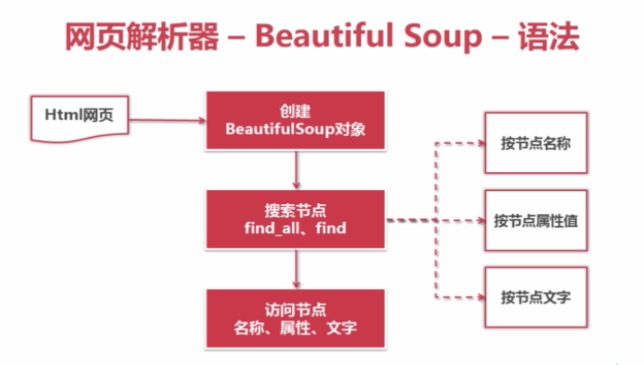 网页解析器 – Beautiful Soup – 语法
Html网页
创建
BeautifulSoup对象
搜索节点
find_all、find
访问节点
名称、属性、文字
按节点名称
按节点属性值
按节点文字